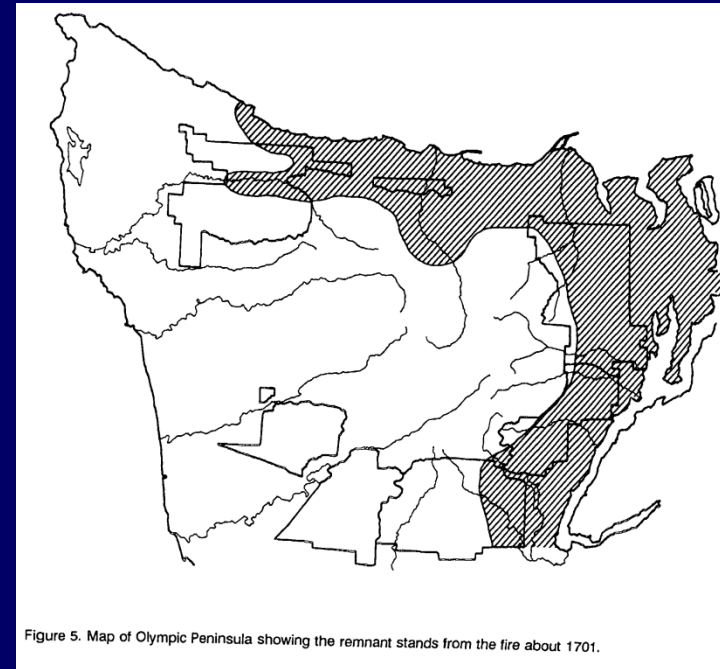 Figure 5. Map of Olympic Peninsula showing the remnant stands from the fire about 1701.